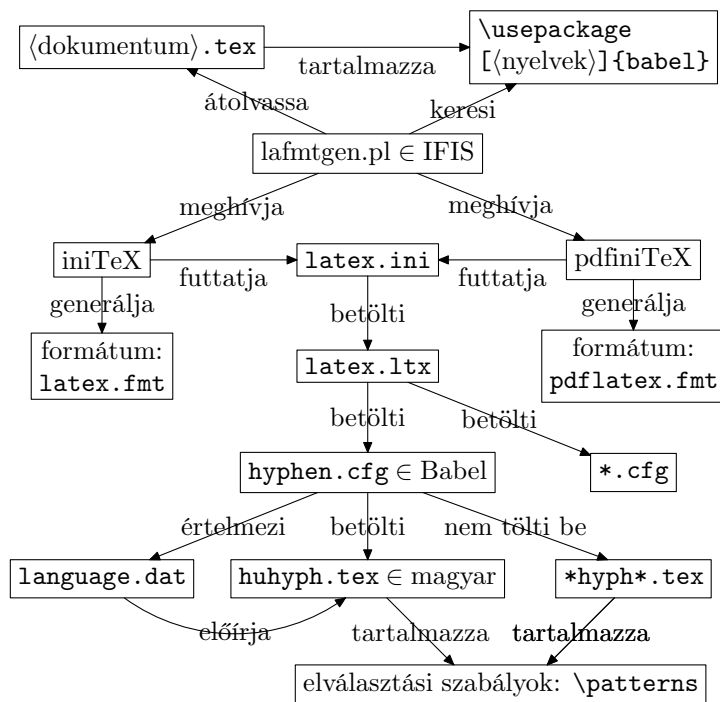 ⟨dokumentum⟩.tex
\usepackage
[⟨nyelvek⟩]{babel}
tartalmazza
átolvassa
keresi
lafmtgen.pl ∈ IFIS
meghívja
meghívja
iniTeX
futtatja
latex.ini
futtatja
pdfiniTeX
generálja
betölti
generálja
formátum:
latex.fmt
latex.ltx
formátum:
pdflatex.fmt
betölti
betölti
hyphen.cfg ∈ Babel
*.cfg
értelmezi
betölti
nem tölti be
language.dat
huhyph.tex ∈ magyar
*hyph*.tex
előírja
tartalmazza
tartalmazza
elválasztási szabályok: \patterns